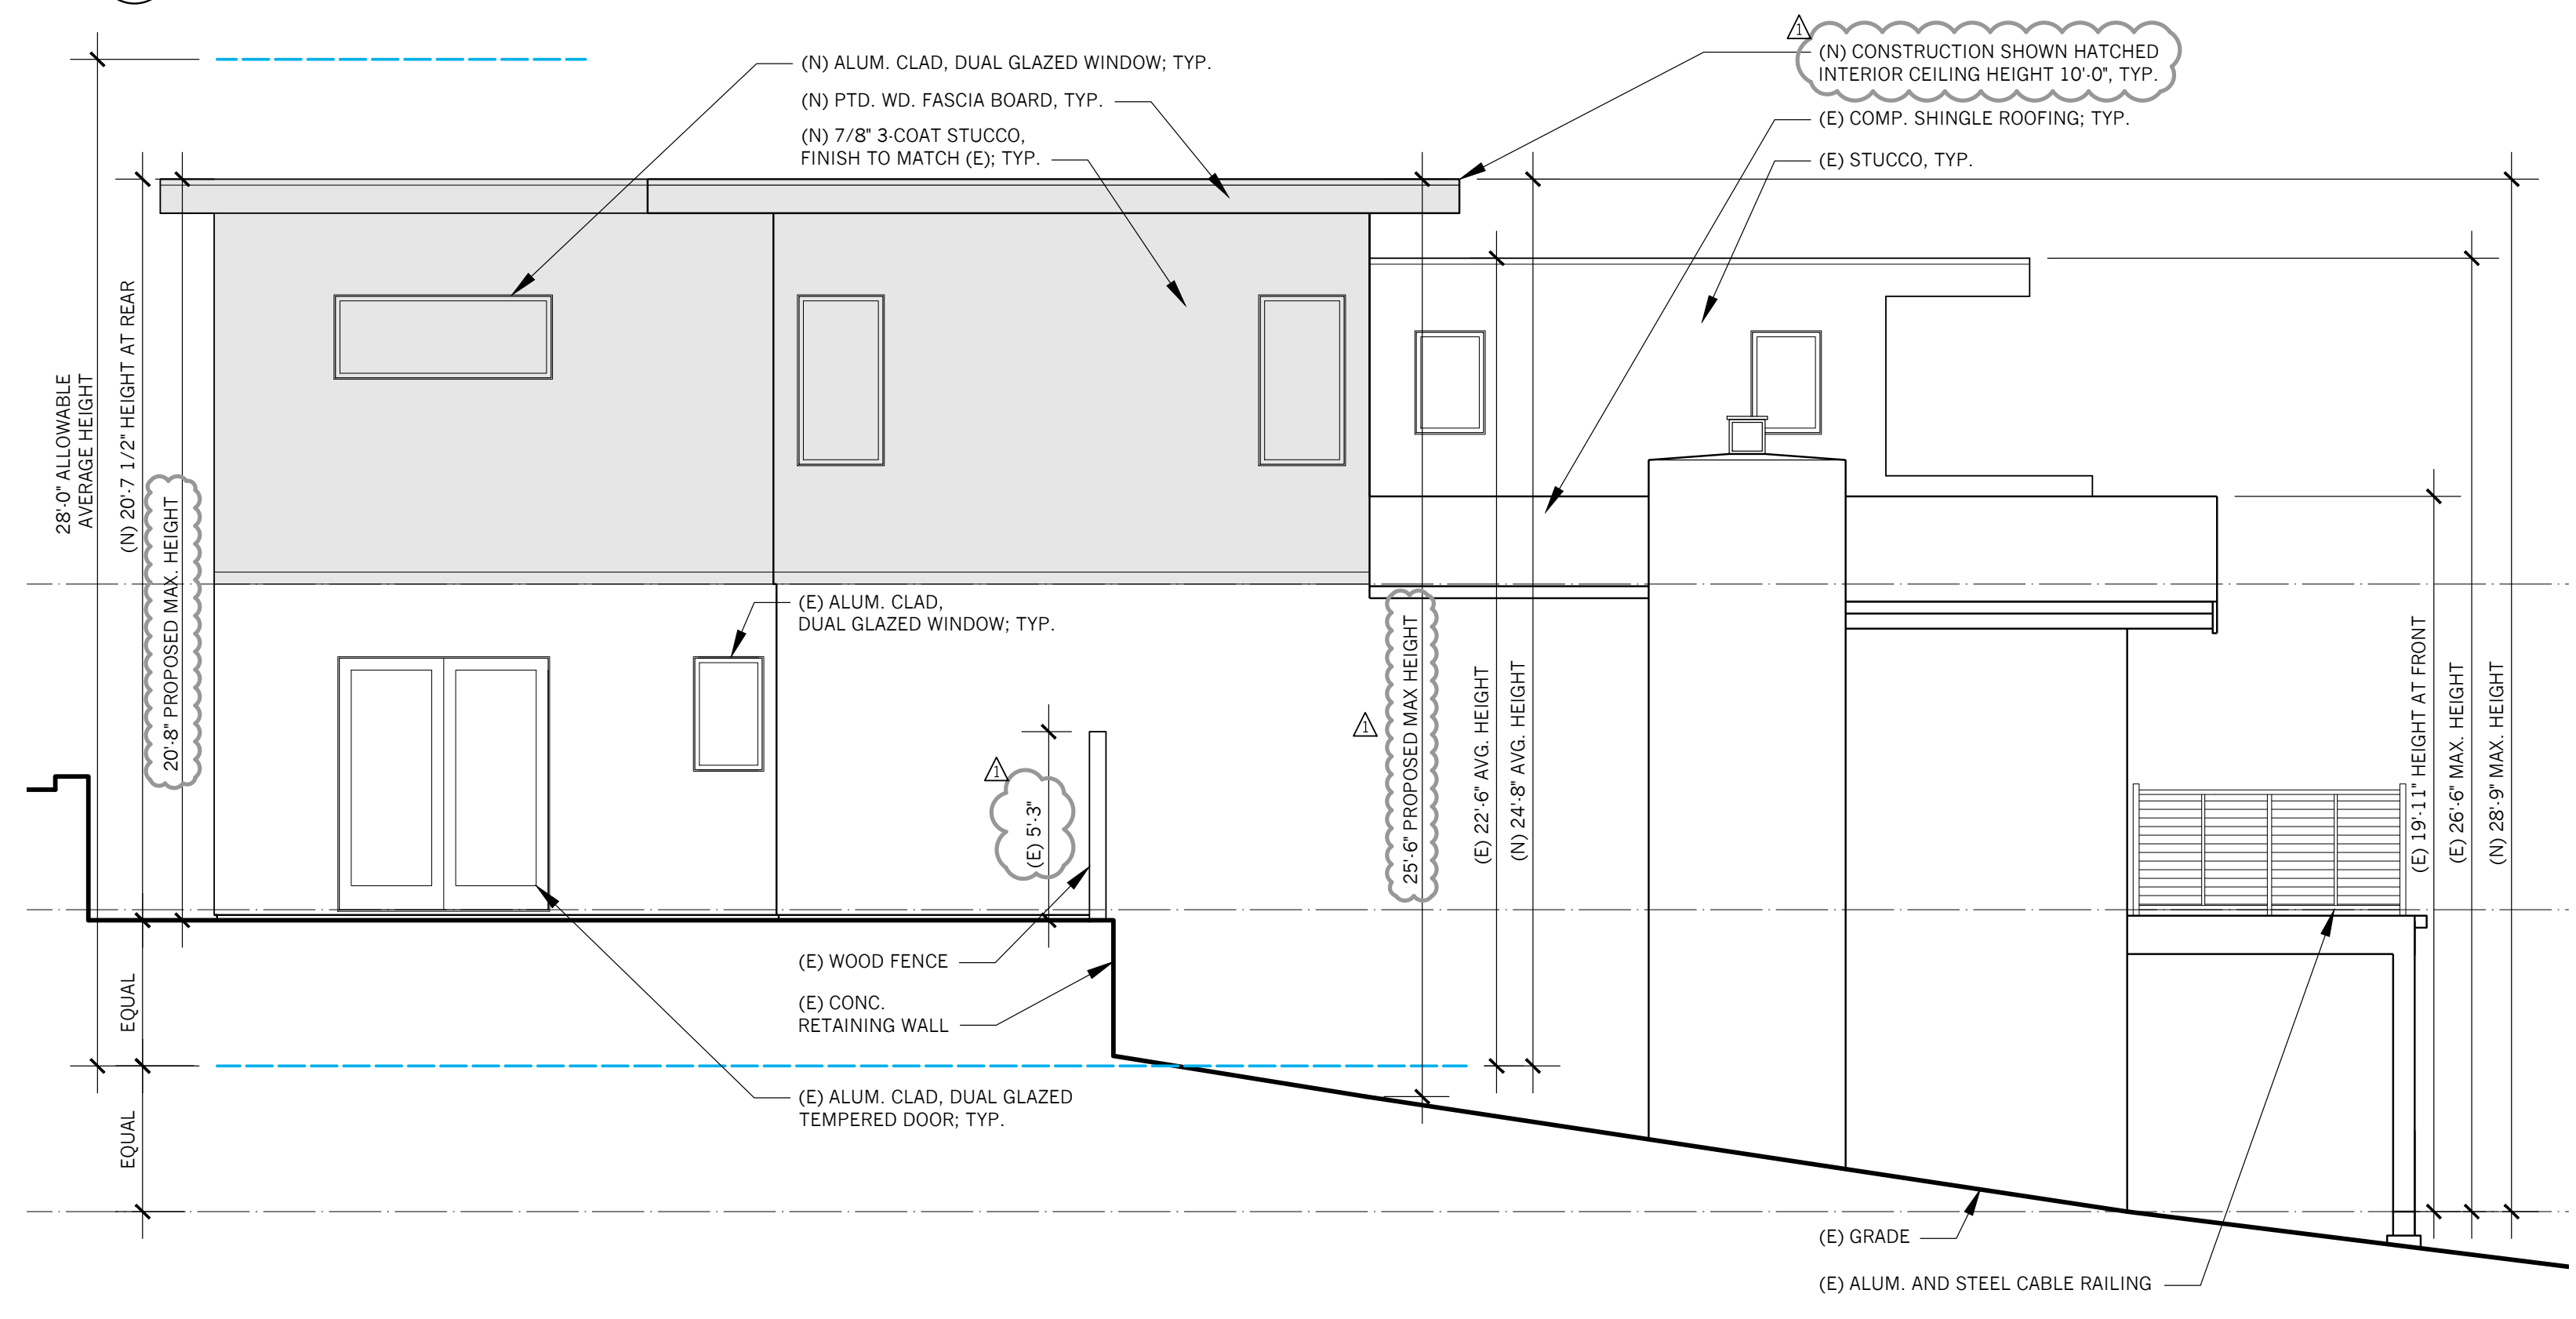 (N) ALUM. CLAD, DUAL GLAZED WINDOW; TYP.
(N) PTD. WD. FASCIA BOARD, TYP.
(N) 7/8" 3-COAT STUCCO,
FINISH TO MATCH (E); TYP.
1
(N) CONSTRUCTION SHOWN HATCHED
INTERIOR CEILING HEIGHT 10'-0", TYP.
(E) COMP. SHINGLE ROOFING; TYP.
(E) STUCCO, TYP.
28'-0" ALLOWABLE
AVERAGE HEIGHT
(N) 20'-7 1/2" HEIGHT AT REAR
20'-8" PROPOSED MAX. HEIGHT
(E) ALUM. CLAD,
DUAL GLAZED WINDOW; TYP.
1
(E) 5'-3"
1
25'-6" PROPOSED MAX HEIGHT
(E) 22'-6" AVG. HEIGHT
(N) 24'-8" AVG. HEIGHT
(E) 19'-11" HEIGHT AT FRONT
(E) 26'-6" MAX. HEIGHT
(N) 28'-9" MAX. HEIGHT
(E) WOOD FENCE
(E) CONC.
RETAINING WALL
EQUAL
EQUAL
(E) ALUM. CLAD, DUAL GLAZED
TEMPERED DOOR; TYP.
(E) GRADE
(E) ALUM. AND STEEL CABLE RAILING